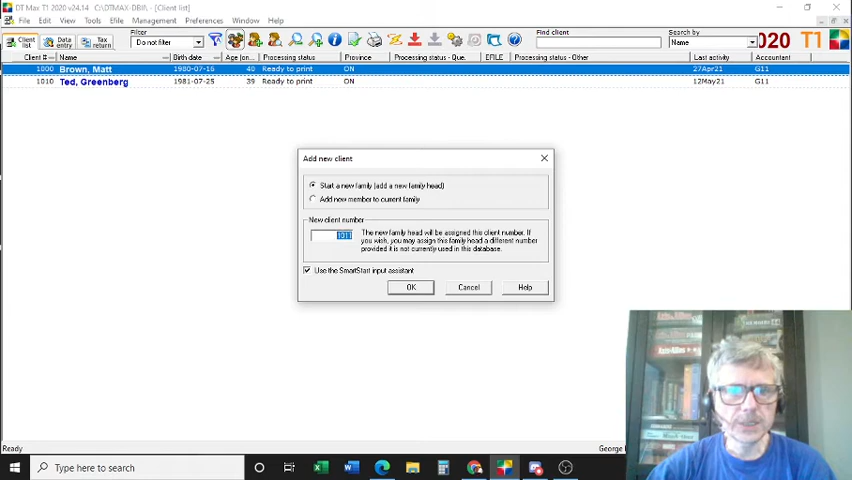 DT Max T1 2020 v24.14 C:\DTMAX-DB\P, - [Client list]
File Edit View Tools Efile Management Preferences Window Help
Client list
Data entry
Tax return
Filter
Do not filter
Find client
Search by
Name
2020 T1
Client # Name Birth date Age (on... Processing status Province Processing status - Que. EFILE Processing status - Other Last activity Accountant
1000 Brown, Matt 1980-07-16 40 Ready to print ON 27Apr21 G11
1010 Ted, Greenberg 1981-07-25 39 Ready to print ON 12May21 G11
Add new client
Start a new family (add a new family head)
Add new member to current family
New client number
1011
The new family head will be assigned this client number. If
you wish, you may assign this family head a different number
provided it is not currently used in this database.
Use the SmartStart input assistant
OK Cancel Help
Ready
George
Type here to search